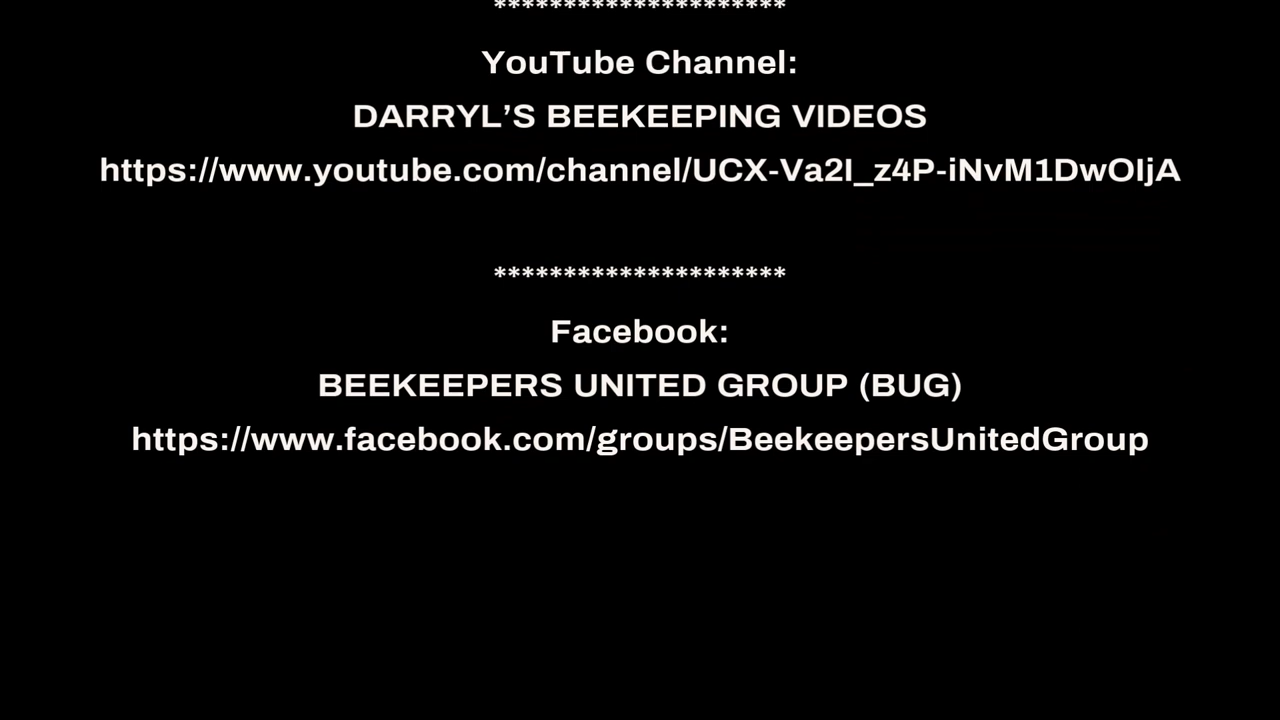 *********************
YouTube Channel:
DARRYL’S BEEKEEPING VIDEOS
https://www.youtube.com/channel/UCX-Va2I_z4P-iNvM1DwOIjA
*********************
Facebook:
BEEKEEPERS UNITED GROUP (BUG)
https://www.facebook.com/groups/BeekeepersUnitedGroup